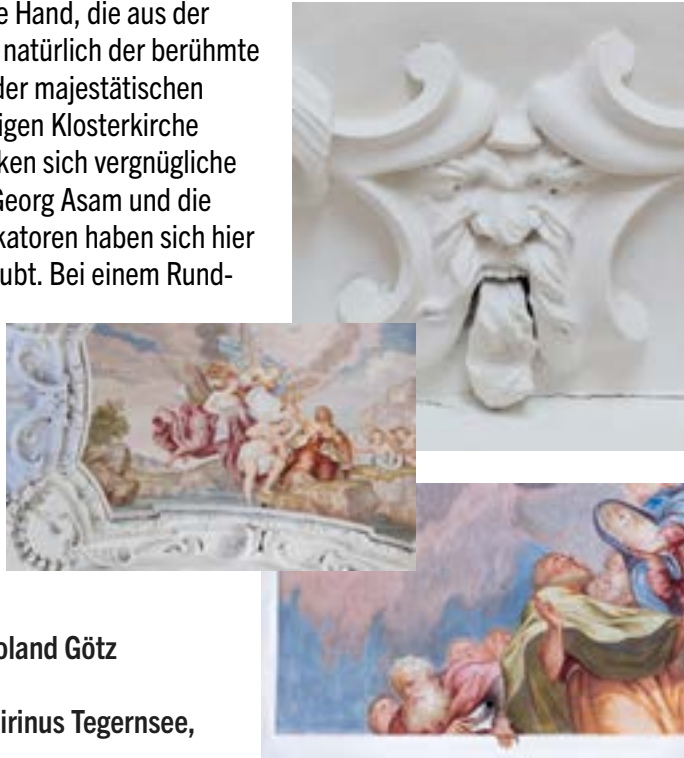 e Hand, die aus der
natürlich der berühmte
der majestätischen
igen Klosterkirche
ken sich vergnügliche
Georg Asam und die
katoren haben sich hier
ubt. Bei einem Rund-
oland Götz
irinus Tegernsee,